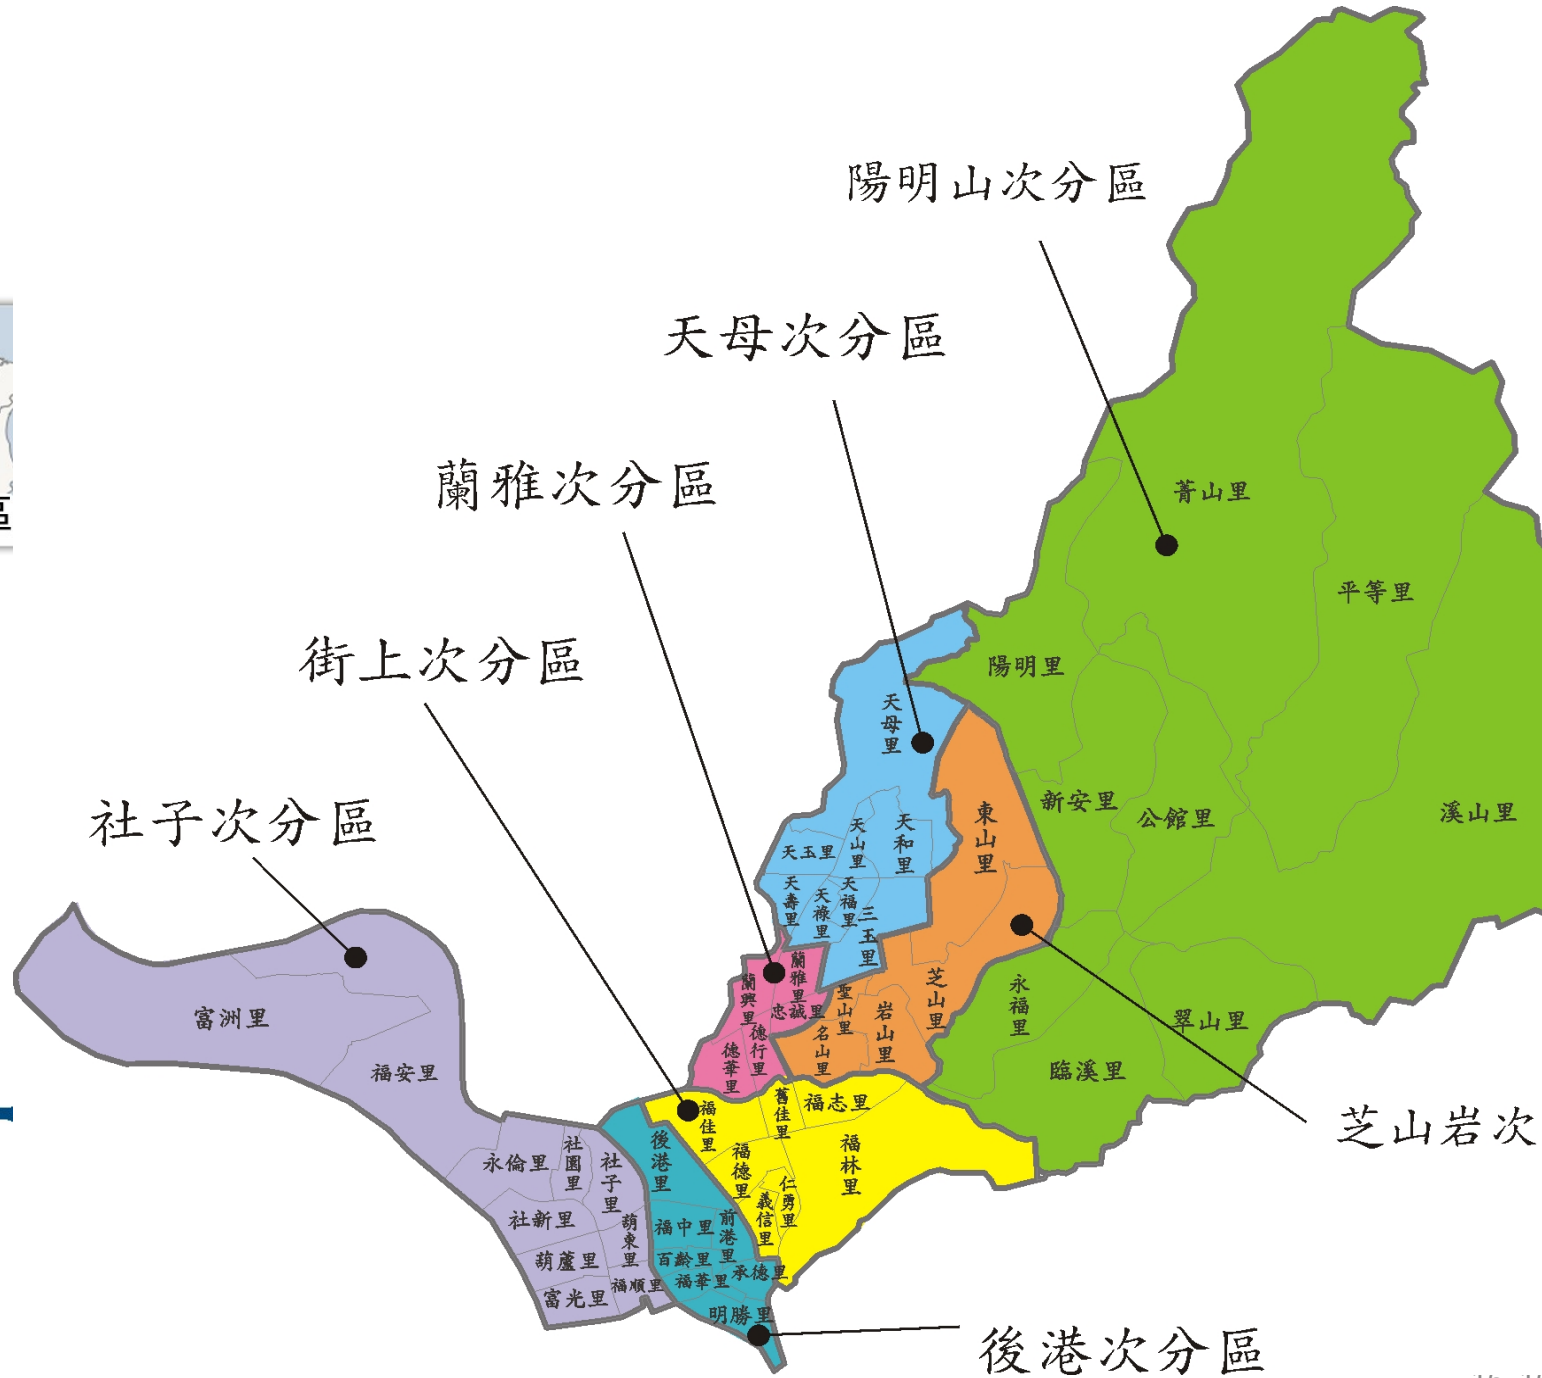 陽明山次分區
天母次分區
蘭雅次分區
街上次分區
社子次分區
芝山岩次
後港次分區
區
菁山里
平等里
陽明里
新安里
公館里
溪山里
永福里
翠山里
臨溪里
天母里
天玉里
天山里
天和里
天壽里
天祿里
天福里
三玉里
東山里
芝山里
聖山里
岩山里
名山里
蘭雅里
蘭興里
忠誠里
德行里
德華里
福佳里
舊佳里
福志里
福林里
福德里
仁勇里
義信里
後港里
福中里
前港里
百齡里
福華里
承德里
明勝里
富洲里
福安里
永倫里
社園里
社子里
社新里
葫東里
葫蘆里
福順里
富光里